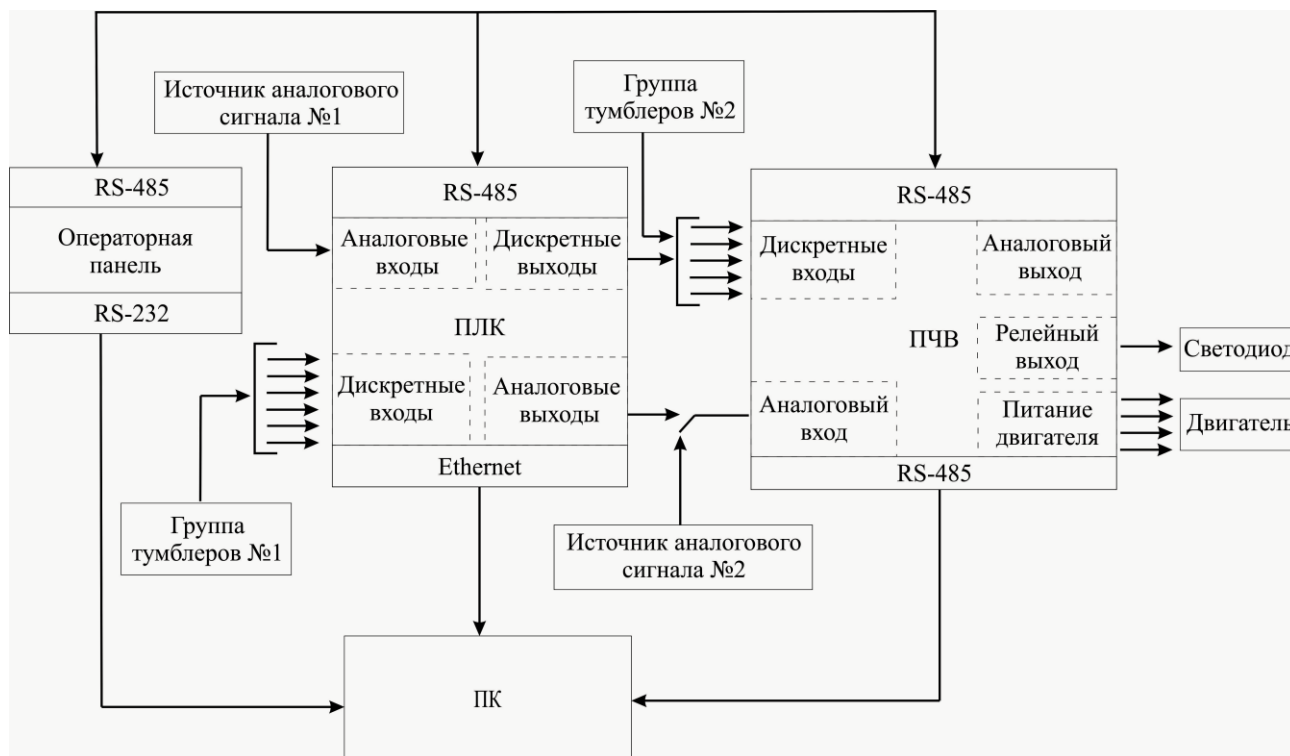 Источник аналогового
сигнала №1
Группа
тумблеров №2
RS-485
Операторная
панель
RS-232
RS-485
Аналоговые
входы
Дискретные
выходы
ПЛК
Дискретные
входы
Аналоговые
выходы
Ethernet
RS-485
Дискретные
входы
Аналоговый
выход
ПЧВ
Релейный
выход
Аналоговый
вход
Питание
двигателя
RS-485
Светодиод
Двигатель
Группа
тумблеров №1
Источник аналогового
сигнала №2
ПК